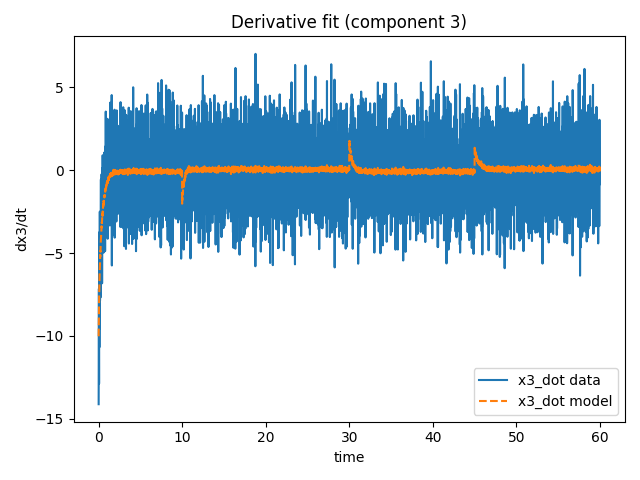 Derivative fit (component 3)
dx3/dt
5
0
−5
−10
−15
x3_dot data
x3_dot model
0 10 20 30 40 50 60
time